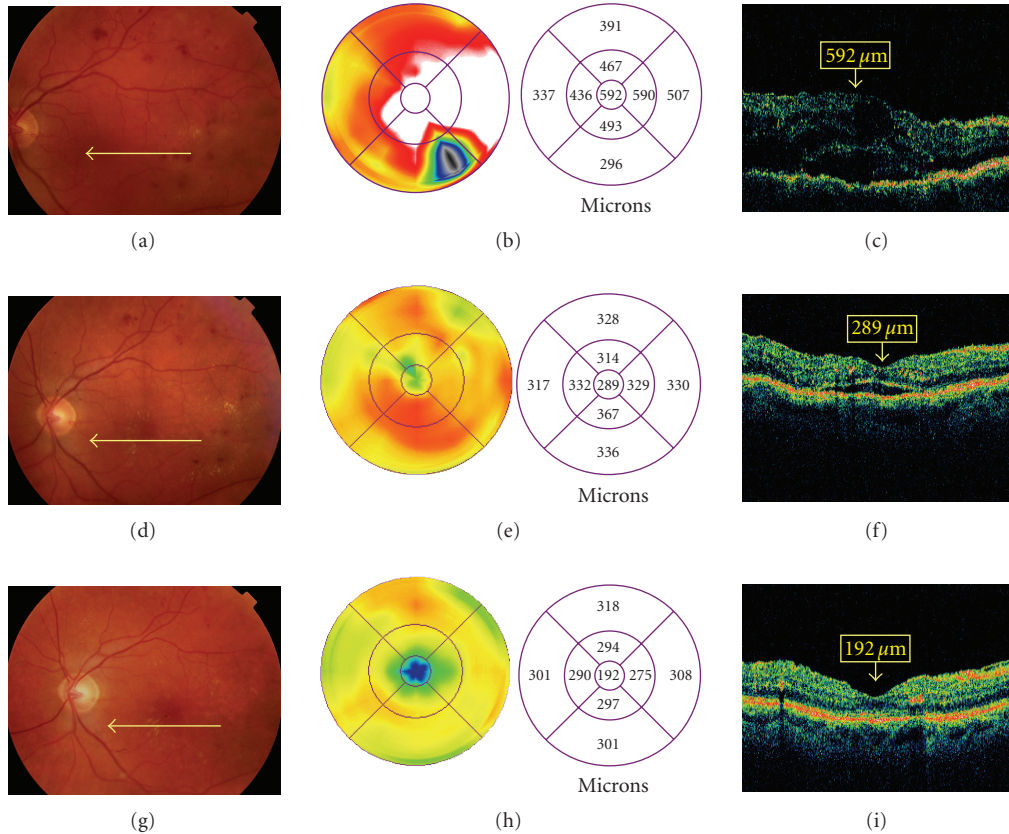 391
467
337 436 592 590 507
493
296
Microns
592 µm
(a)
(b)
(c)
328
314
317 332 289 329 330
367
336
Microns
289 µm
(d)
(e)
(f)
318
294
301 290 192 275 308
297
301
Microns
192 µm
(g)
(h)
(i)